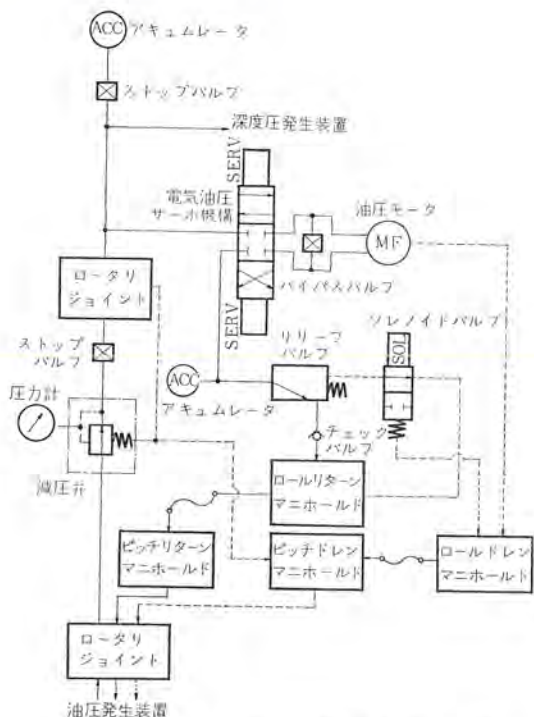 ACC
アキュムレータ
ストップバルブ
深度圧発生装置
SERV
電気油圧
サーボ機構
油圧モータ
MF
ロータリ
ジョイント
バイパスバルブ
SERV
ソレノイドバルブ
SOL
リリーフ
バルブ
ストップ
バルブ
ACC
アキュムレータ
圧力計
チェック
バルブ
減圧弁
ロールリターン
マニホールド
ピッチリターン
マニホールド
ピッチドレン
マニホールド
ロールドレン
マニホールド
ロータリ
ジョイント
油圧発生装置